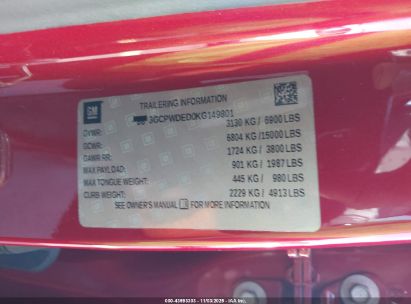 GM
TRAILERING INFORMATION
3GCPWDED0KG149801
GVWR: 3130 KG / 6900 LBS
GCWR: 6804 KG /15000 LBS
GAWR RR: 1724 KG / 3800 LBS
MAX PAYLOAD: 901 KG / 1987 LBS
MAX TONGUE WEIGHT: 445 KG / 980 LBS
CURB WEIGHT: 2229 KG / 4913 LBS
SEE OWNER'S MANUAL FOR MORE INFORMATION